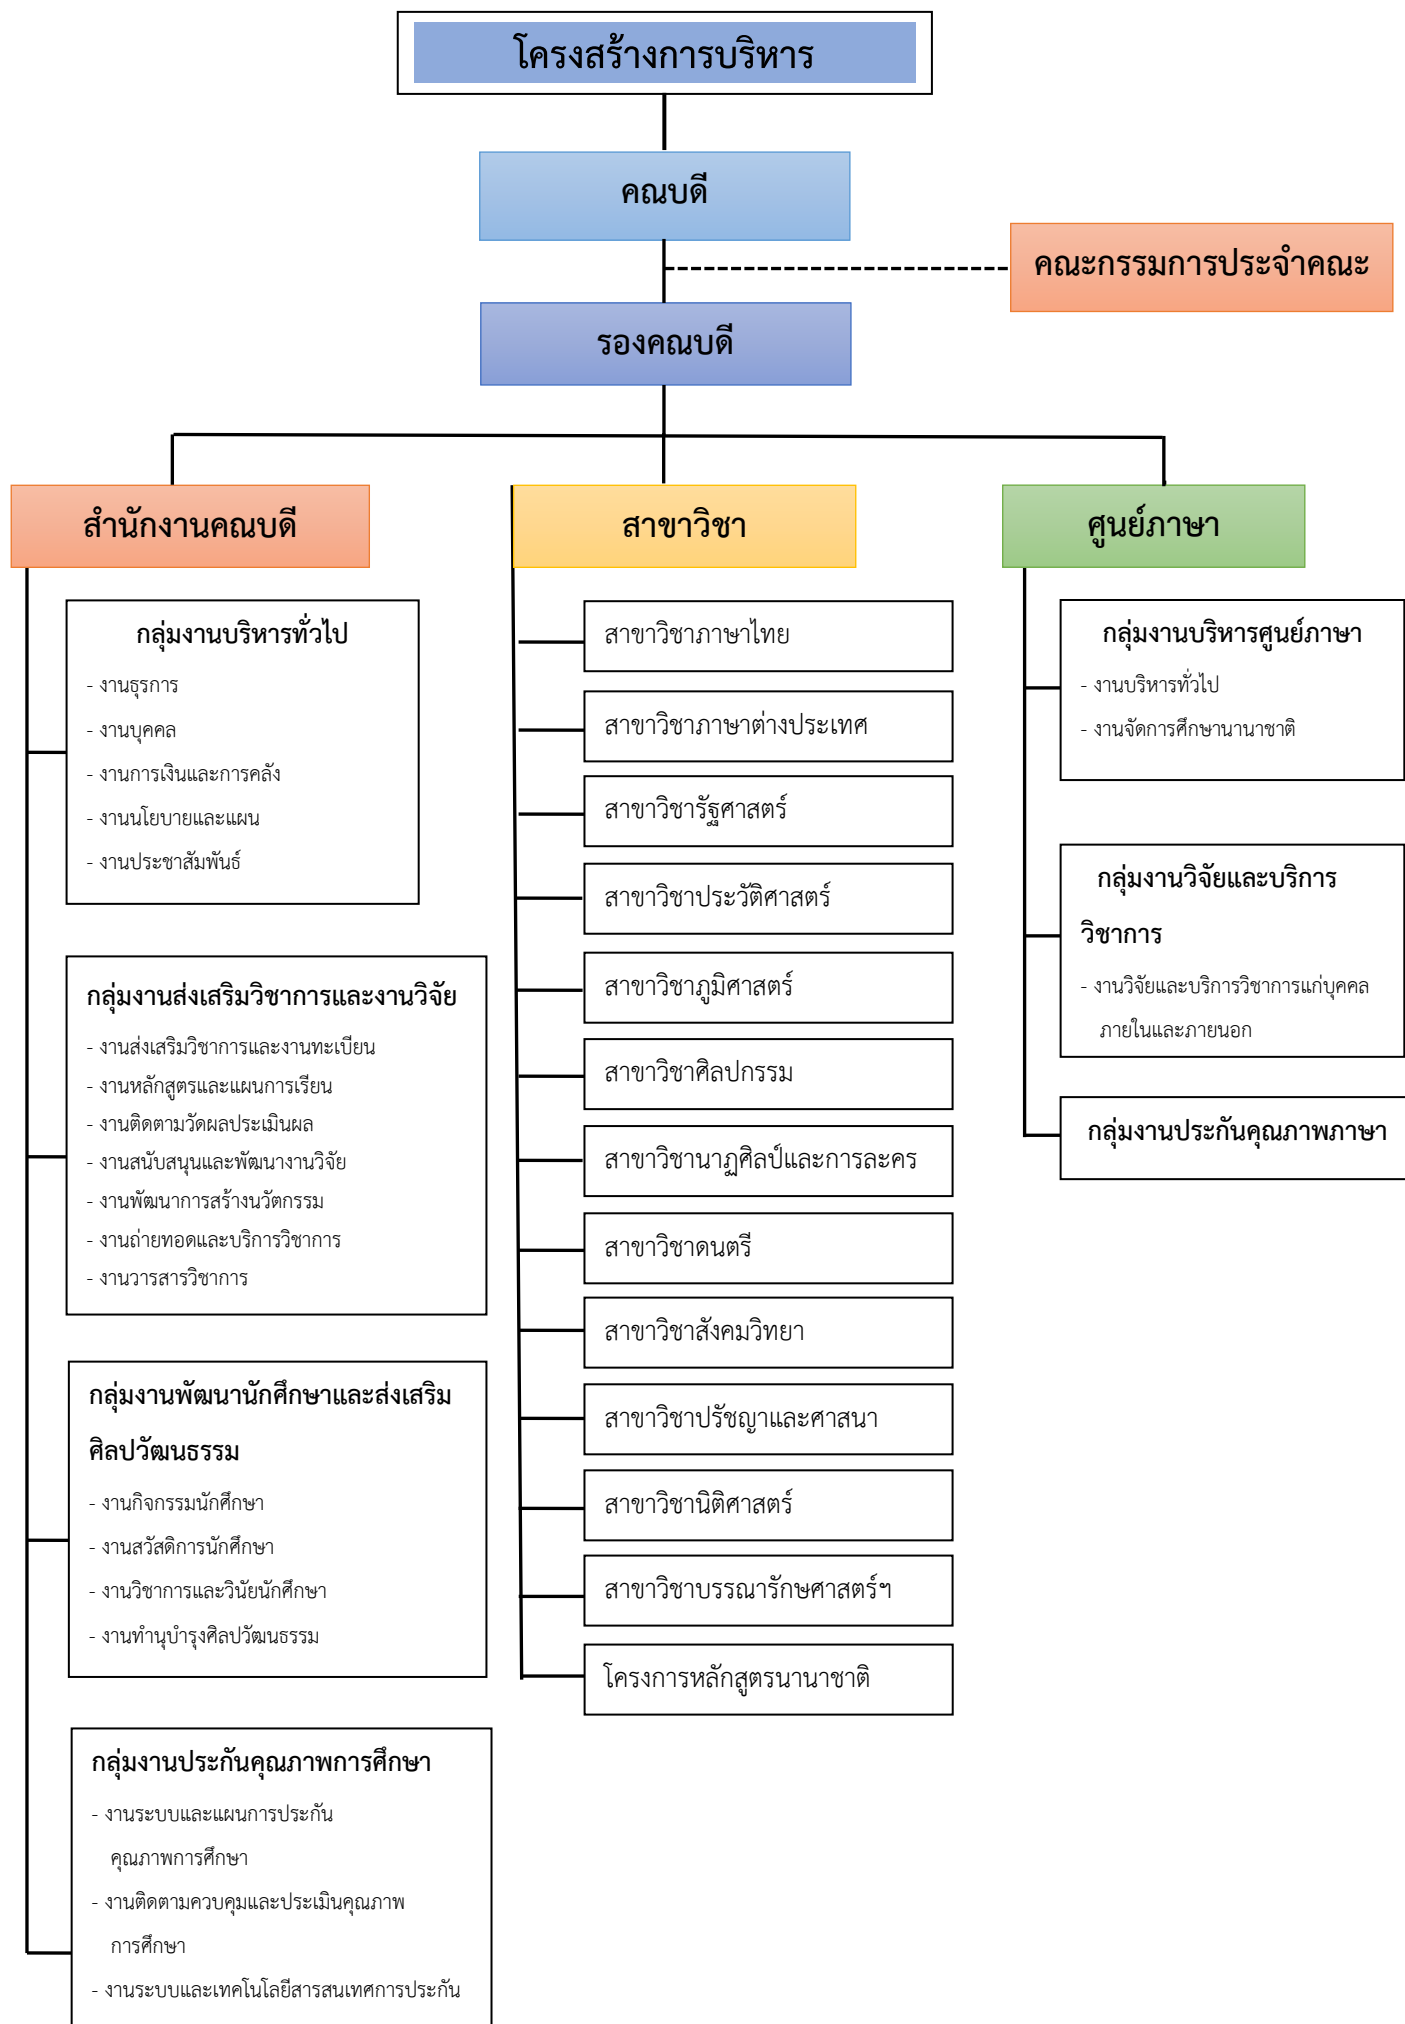 โครงสร้างการบริหาร
คณบดี
คณะกรรมการประจำคณะ
รองคณบดี
สำนักงานคณบดี
กลุ่มงานบริหารทั่วไป
- งานธุรการ
- งานบุคคล
- งานการเงินและการคลัง
- งานนโยบายและแผน
- งานประชาสัมพันธ์
กลุ่มงานส่งเสริมวิชาการและงานวิจัย
- งานส่งเสริมวิชาการและงานทะเบียน
- งานหลักสูตรและแผนการเรียน
- งานติดตามวัดผลประเมินผล
- งานสนับสนุนและพัฒนางานวิจัย
- งานพัฒนาการสร้างนวัตกรรม
- งานถ่ายทอดและบริการวิชาการ
- งานวารสารวิชาการ
กลุ่มงานพัฒนานักศึกษาและส่งเสริม
ศิลปวัฒนธรรม
- งานกิจกรรมนักศึกษา
- งานสวัสดิการนักศึกษา
- งานวิชาการและวินัยนักศึกษา
- งานทำนุบำรุงศิลปวัฒนธรรม
กลุ่มงานประกันคุณภาพการศึกษา
- งานระบบและแผนการประกัน
คุณภาพการศึกษา
- งานติดตามควบคุมและประเมินคุณภาพ
การศึกษา
- งานระบบและเทคโนโลยีสารสนเทศการประกัน
สาขาวิชา
สาขาวิชาภาษาไทย
สาขาวิชาภาษาต่างประเทศ
สาขาวิชารัฐศาสตร์
สาขาวิชาประวัติศาสตร์
สาขาวิชาภูมิศาสตร์
สาขาวิชาศิลปกรรม
สาขาวิชานาฏศิลป์และการละคร
สาขาวิชาดนตรี
สาขาวิชาสังคมวิทยา
สาขาวิชาปรัชญาและศาสนา
สาขาวิชานิติศาสตร์
สาขาวิชาบรรณารักษศาสตร์ฯ
โครงการหลักสูตรนานาชาติ
ศูนย์ภาษา
กลุ่มงานบริหารศูนย์ภาษา
- งานบริหารทั่วไป
- งานจัดการศึกษานานาชาติ
กลุ่มงานวิจัยและบริการ
วิชาการ
- งานวิจัยและบริการวิชาการแก่บุคคล
ภายในและภายนอก
กลุ่มงานประกันคุณภาพภาษา